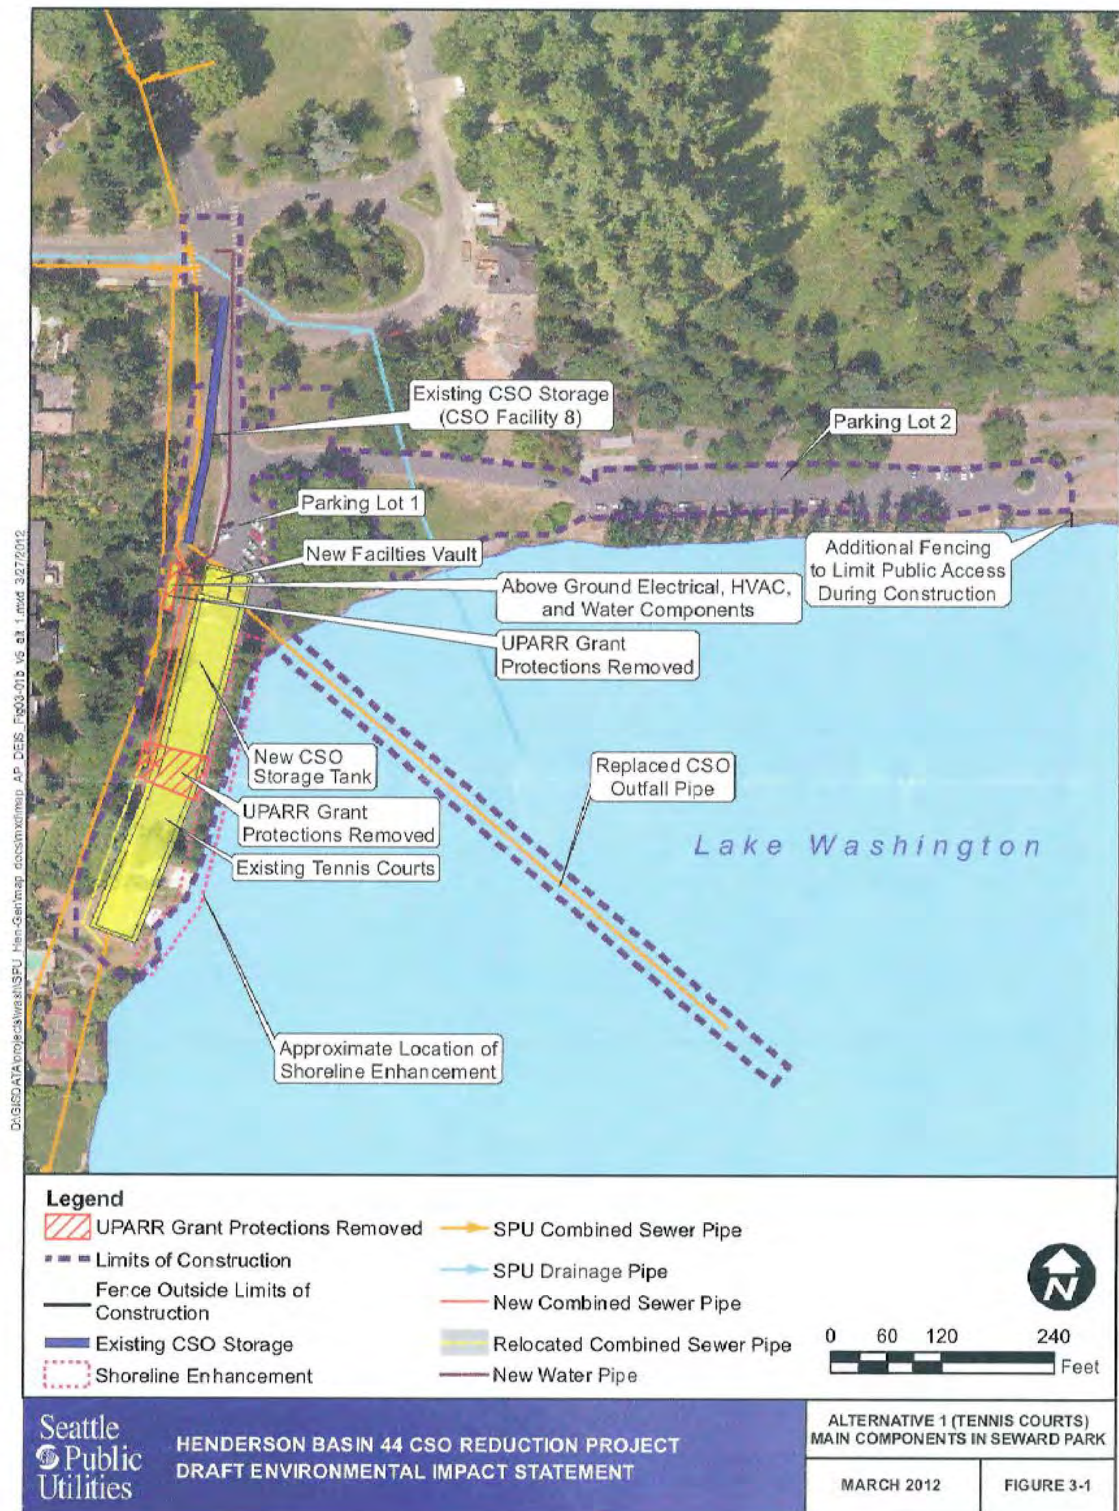 Existing CSO Storage
(CSO Facility 8)
Parking Lot 2
Parking Lot 1
New Facilties Vault
Above Ground Electrical, HVAC,
and Water Components
Additional Fencing
to Limit Public Access
During Construction
UPARR Grant
Protections Removed
New CSO
Storage Tank
Replaced CSO
Outfall Pipe
UPARR Grant
Protections Removed
Lake Washington
Existing Tennis Courts
Approximate Location of
Shoreline Enhancement
Legend
UPARR Grant Protections Removed
Limits of Construction
Fence Outside Limits of
Construction
Existing CSO Storage
Shoreline Enhancement
SPU Combined Sewer Pipe
SPU Drainage Pipe
New Combined Sewer Pipe
Relocated Combined Sewer Pipe
New Water Pipe
N
0 60 120 240
Feet
Seattle
Public
Utilities
HENDERSON BASIN 44 CSO REDUCTION PROJECT
DRAFT ENVIRONMENTAL IMPACT STATEMENT
ALTERNATIVE 1 (TENNIS COURTS)
MAIN COMPONENTS IN SEWARD PARK
MARCH 2012
FIGURE 3-1